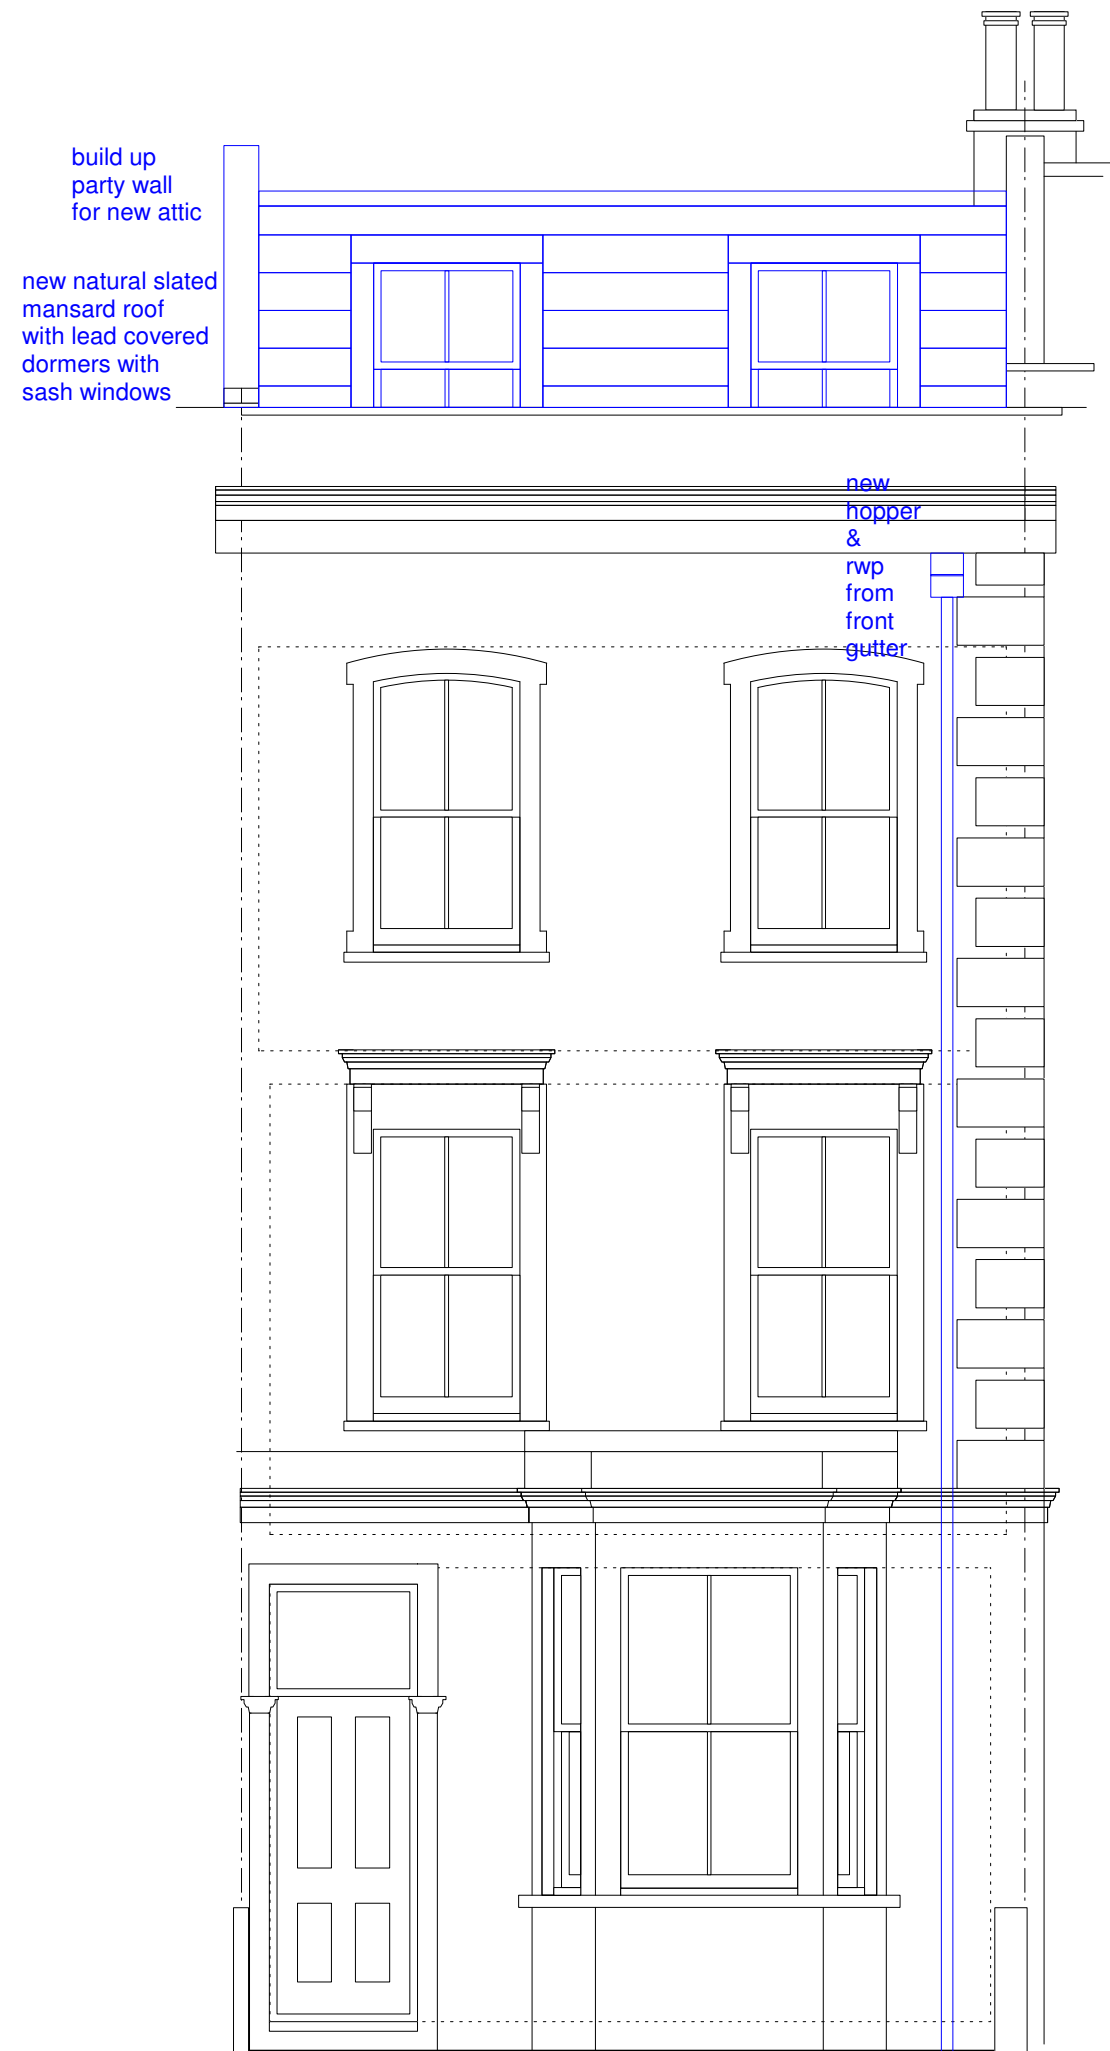 build up
party wall
for new attic
new natural slated
mansard roof
with lead covered
dormers with
sash windows
new
hopper
&
rwp
from
front
gutter